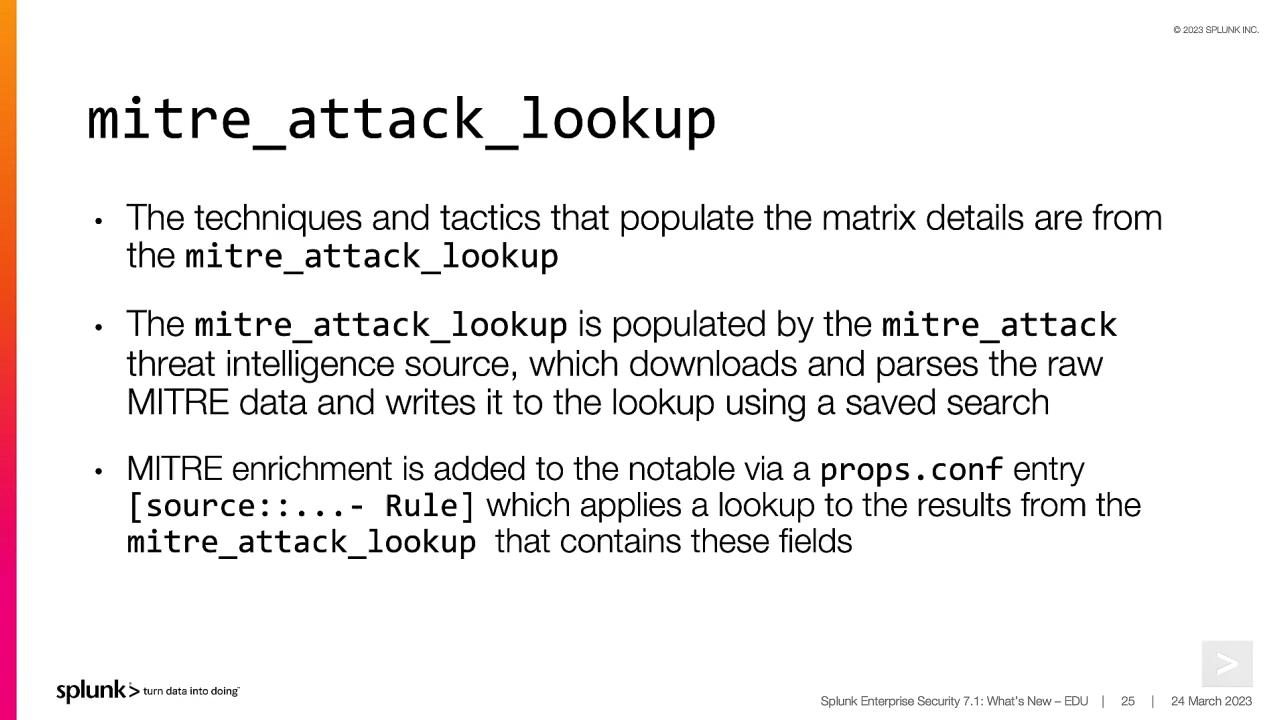 © 2023 SPLUNK INC.
mitre_attack_lookup
• The techniques and tactics that populate the matrix details are from
the mitre_attack_lookup
• The mitre_attack_lookup is populated by the mitre_attack
threat intelligence source, which downloads and parses the raw
MITRE data and writes it to the lookup using a saved search
• MITRE enrichment is added to the notable via a props.conf entry
[source::...- Rule] which applies a lookup to the results from the
mitre_attack_lookup that contains these fields
splunk> turn data into doing™
Splunk Enterprise Security 7.1: What's New – EDU | 25 | 24 March 2023